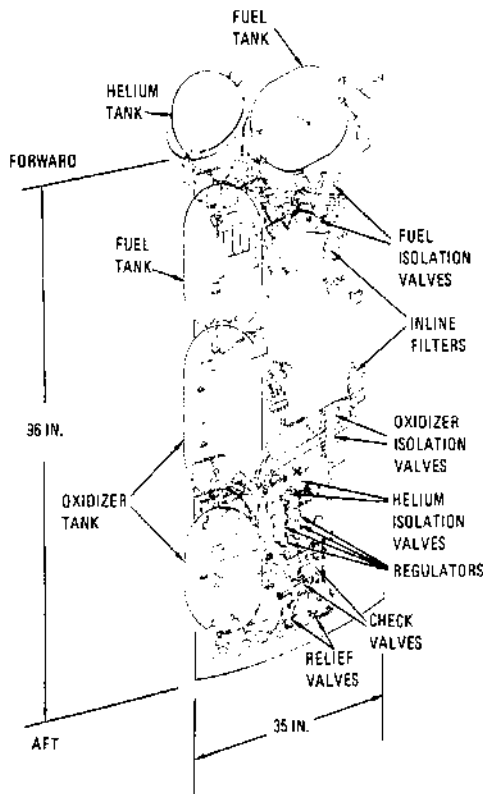 FUEL
TANK
HELIUM
TANK
FORWARD
FUEL
TANK
FUEL
ISOLATION
VALVES
INLINE
FILTERS
96 IN.
OXIDIZER
ISOLATION
VALVES
OXIDIZER
TANK
HELIUM
ISOLATION
VALVES
REGULATORS
CHECK
VALVES
RELIEF
VALVES
35 IN.
AFT